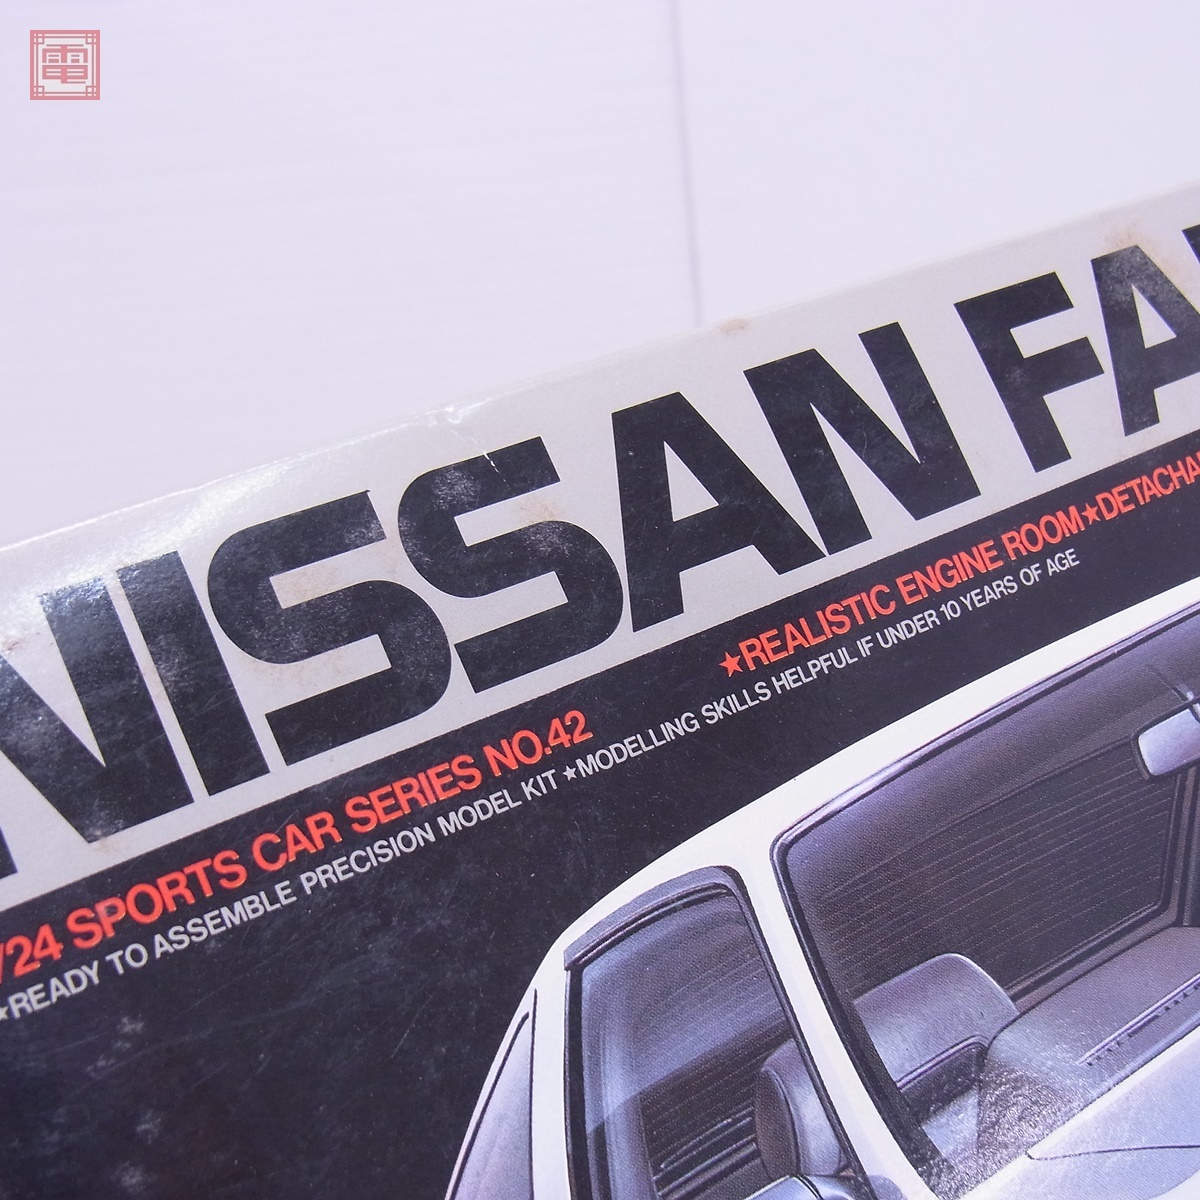 電
NISSAN FA
/24 SPORTS CAR SERIES NO.42
★REALISTIC ENGINE ROOM★DETACHA
★READY TO ASSEMBLE PRECISION MODEL KIT ★MODELLING SKILLS HELPFUL IF UNDER 10 YEARS OF AGE